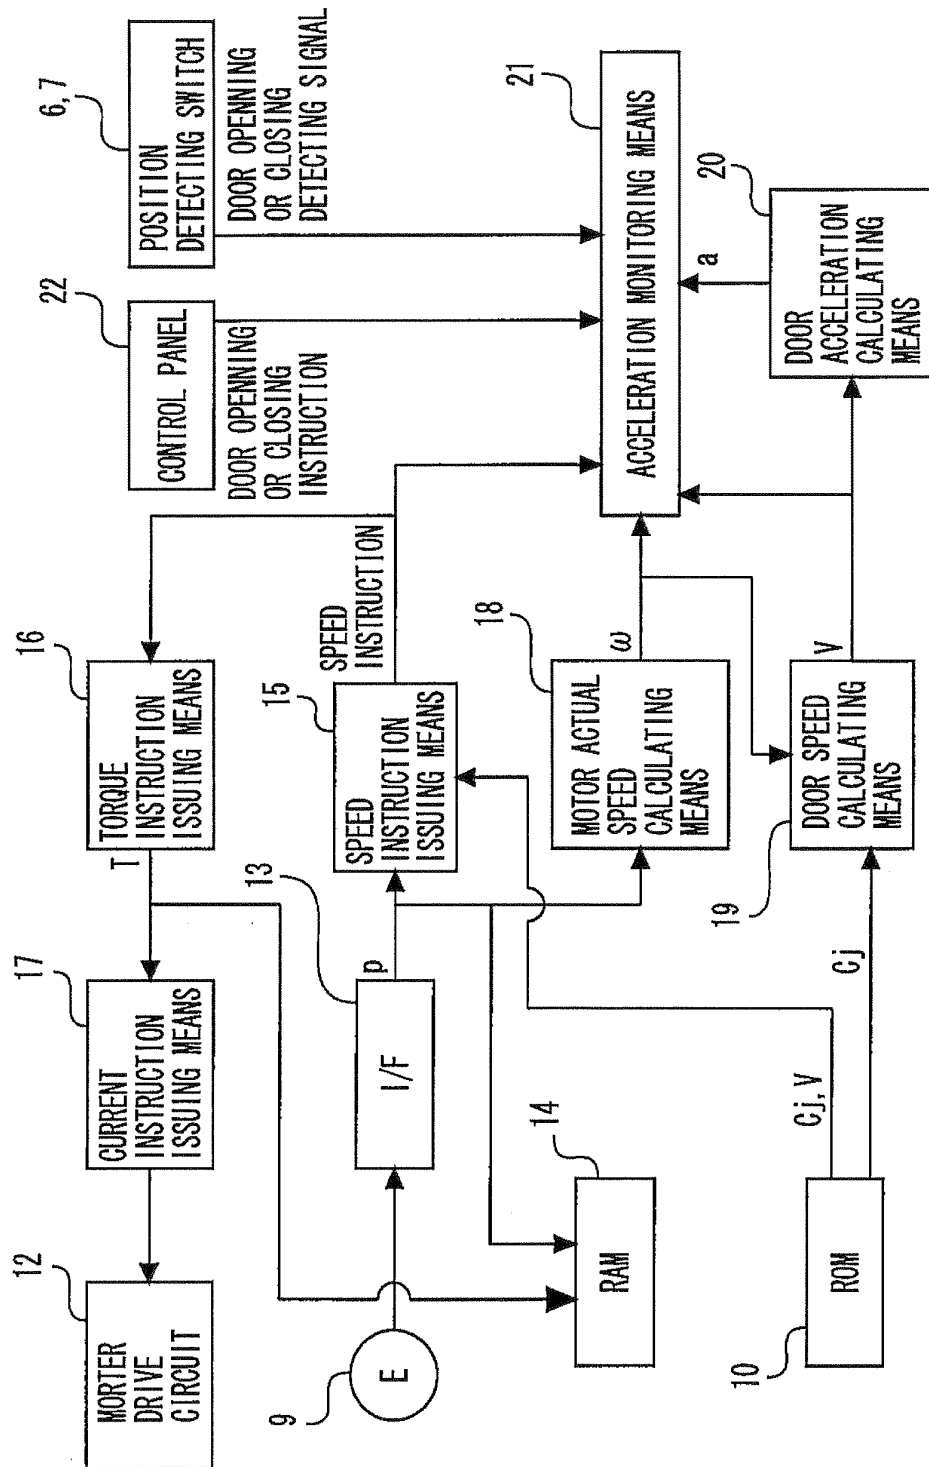 12
MORTER
DRIVE
CIRCUIT
17
CURRENT
INSTRUCTION
ISSUING MEANS
T
16
TORQUE
INSTRUCTION
ISSUING MEANS
22
CONTROL PANEL
DOOR OPENNING
OR CLOSING
INSTRUCTION
6,7
POSITION
DETECTING SWITCH
DOOR OPENNING
OR CLOSING
DETECTING SIGNAL
9
E
13
I/F
p
15
SPEED
INSTRUCTION
ISSUING MEANS
SPEED
INSTRUCTION
14
RAM
18
MOTOR ACTUAL
SPEED
CALCULATING
MEANS
ω
21
ACCELERATION MONITORING MEANS
10
ROM
Cj,V
Cj
19
DOOR SPEED
CALCULATING
MEANS
V
a
20
DOOR
ACCELERATION
CALCULATING
MEANS